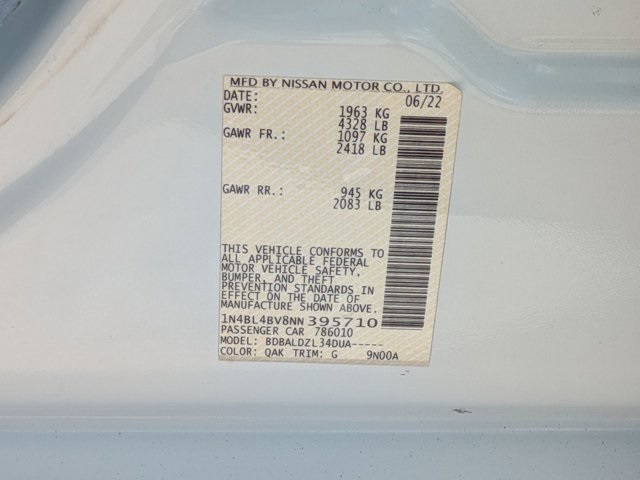 MFD BY NISSAN MOTOR CO., LTD.
DATE: 06/22
GVWR: 1963 KG
4328 LB
GAWR FR.: 1097 KG
2418 LB
GAWR RR.: 945 KG
2083 LB
THIS VEHICLE CONFORMS TO
ALL APPLICABLE FEDERAL
MOTOR VEHICLE SAFETY,
BUMPER, AND THEFT
PREVENTION STANDARDS IN
EFFECT ON THE DATE OF
MANUFACTURE SHOWN ABOVE.
1N4BL4BV8NN395710
PASSENGER CAR 786010
MODEL: BDBALDZL34DUA-----
COLOR: QAK TRIM: G 9N00A